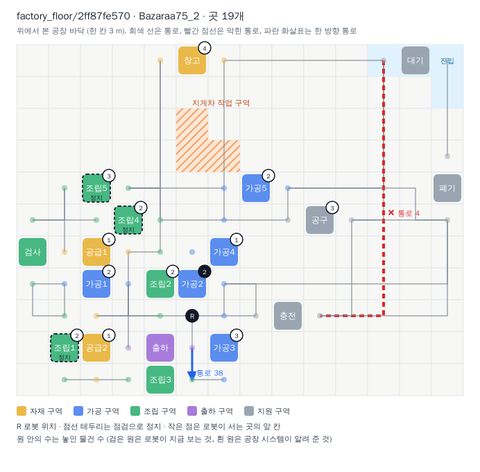 factory_floor/2ff87fe570 · Bazaraa75_2 · 곳 19개
위에서 본 공장 바닥 (한 칸 3 m). 회색 선은 통로, 빨간 점선은 막힌 통로, 파란 화살표는 한 방향 통로
4
창고
대기
진입
지게차 작업 구역
3
조립5
정지
2
가공5
폐기
2
조립4
정지
3
공구
✕ 통로 4
검사
1
공급1
1
가공4
2
가공1
2
조립2
2
가공2
R
충전
2
조립1
정지
1
공급2
출하
3
가공3
통로 38
조립3
자재 구역
가공 구역
조립 구역
출하 구역
지원 구역
R 로봇 위치 · 점선 테두리는 점검으로 정지 · 작은 점은 로봇이 서는 곳의 앞 칸
원 안의 수는 놓인 물건 수 (검은 원은 로봇이 지금 보는 것, 흰 원은 공장 시스템이 알려 준 것)